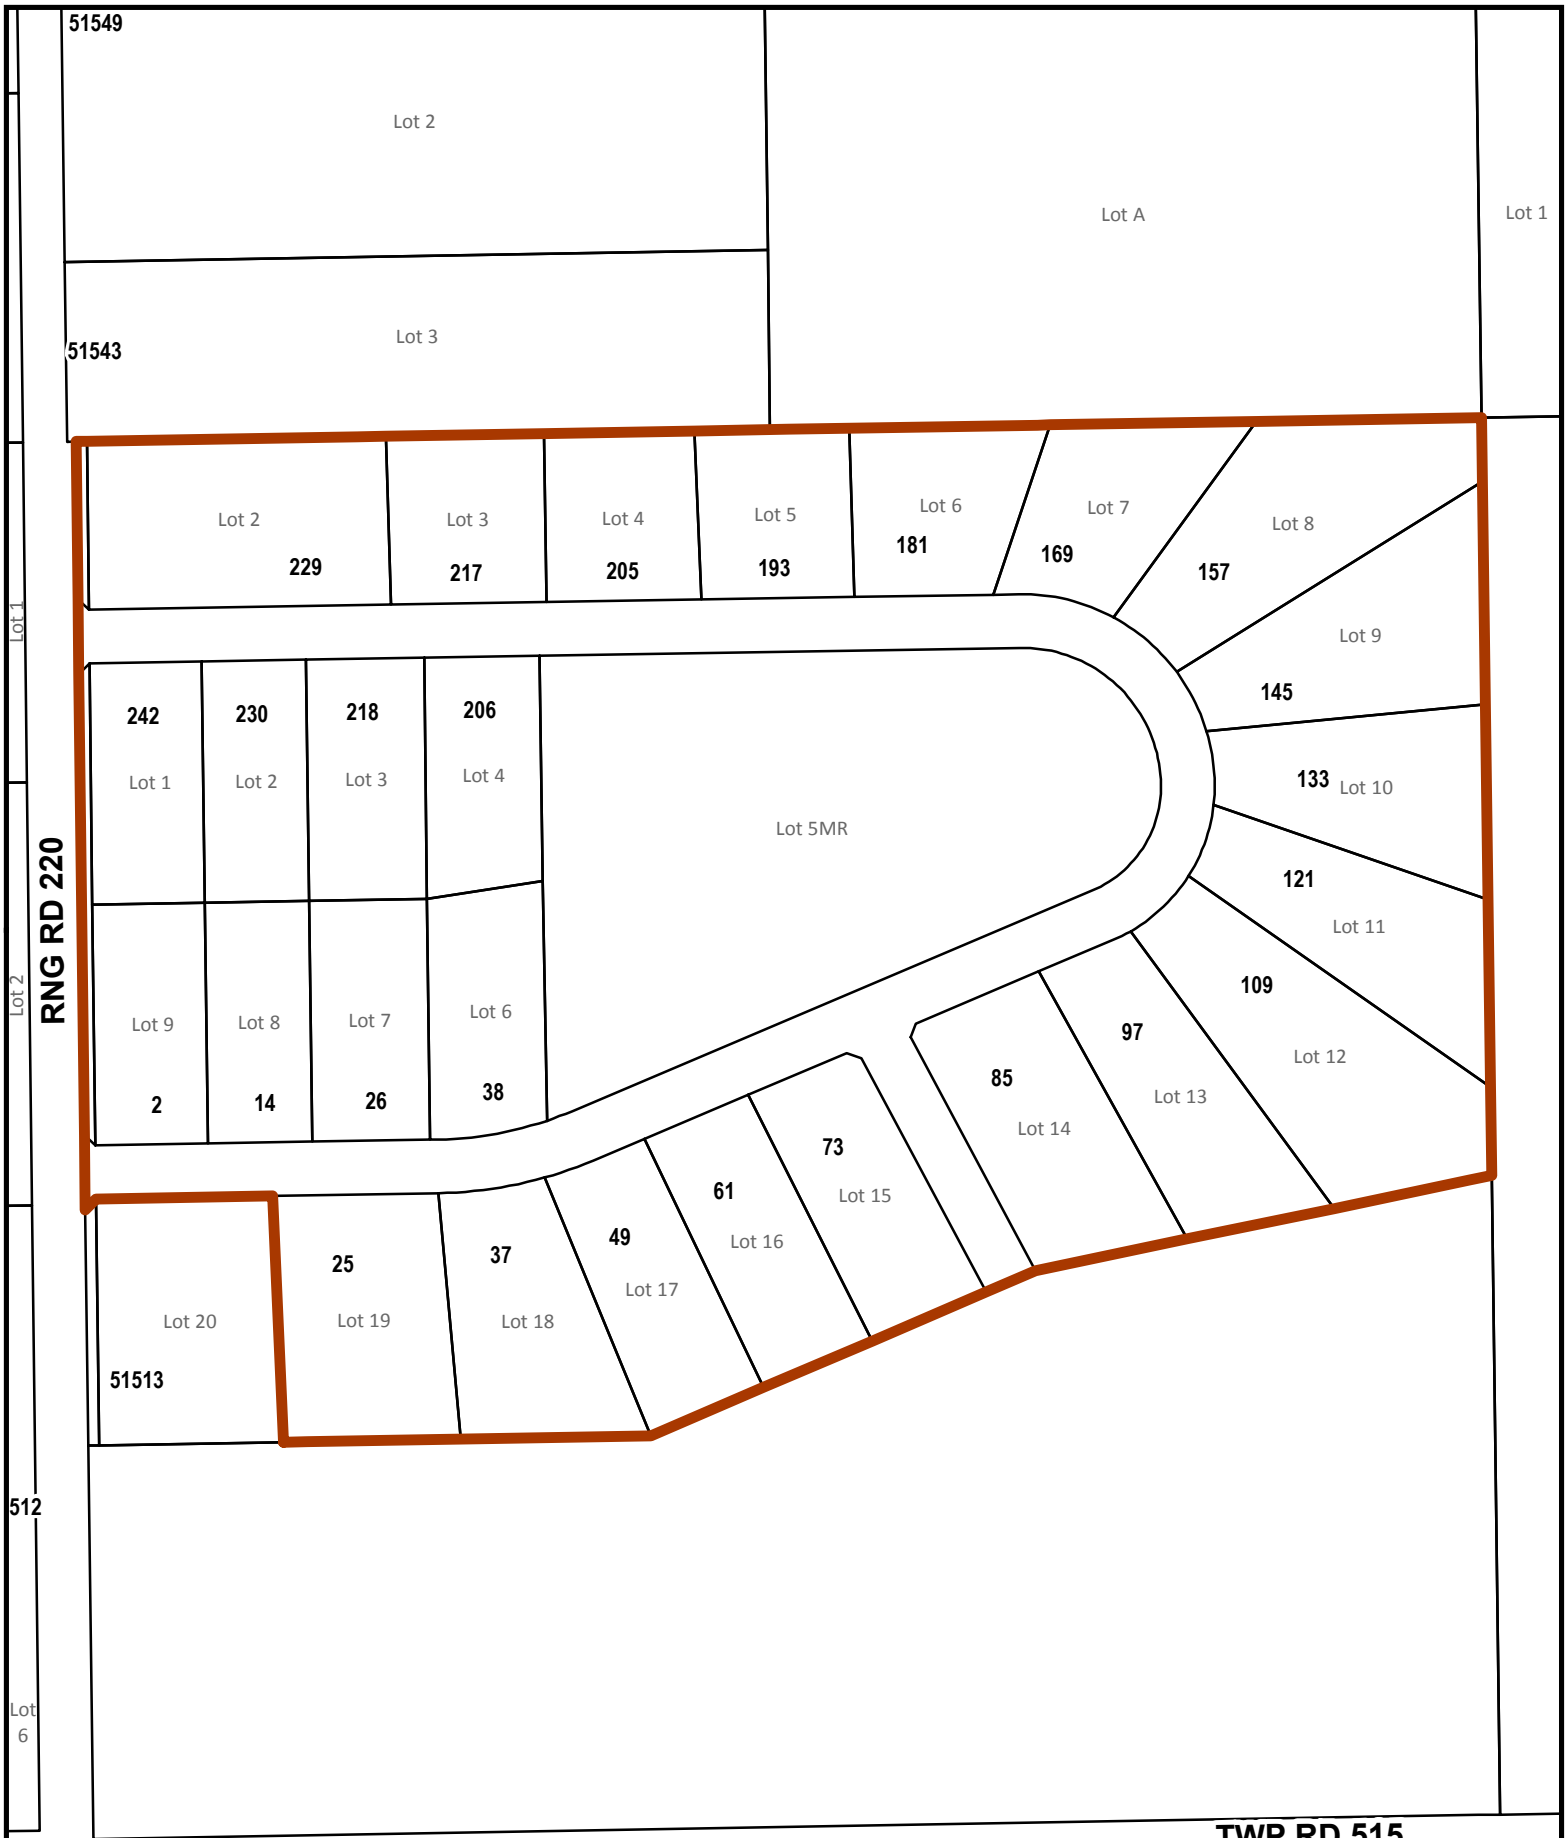 51549
Lot 2
Lot A
Lot 1
Lot 3
51543
Lot 2
229
Lot 3
217
Lot 4
205
Lot 5
193
Lot 6
181
Lot 7
169
Lot 8
157
Lot 9
145
Lot 1
242
Lot 1
230
Lot 2
218
Lot 3
206
Lot 4
Lot 5MR
133
Lot 10
121
Lot 11
RNG RD 220
Lot 2
Lot 9
2
Lot 8
14
Lot 7
26
Lot 6
38
109
Lot 12
97
Lot 13
85
Lot 14
73
Lot 15
61
Lot 16
49
Lot 17
37
Lot 18
25
Lot 19
Lot 20
51513
512
Lot
6
TWP RD 515